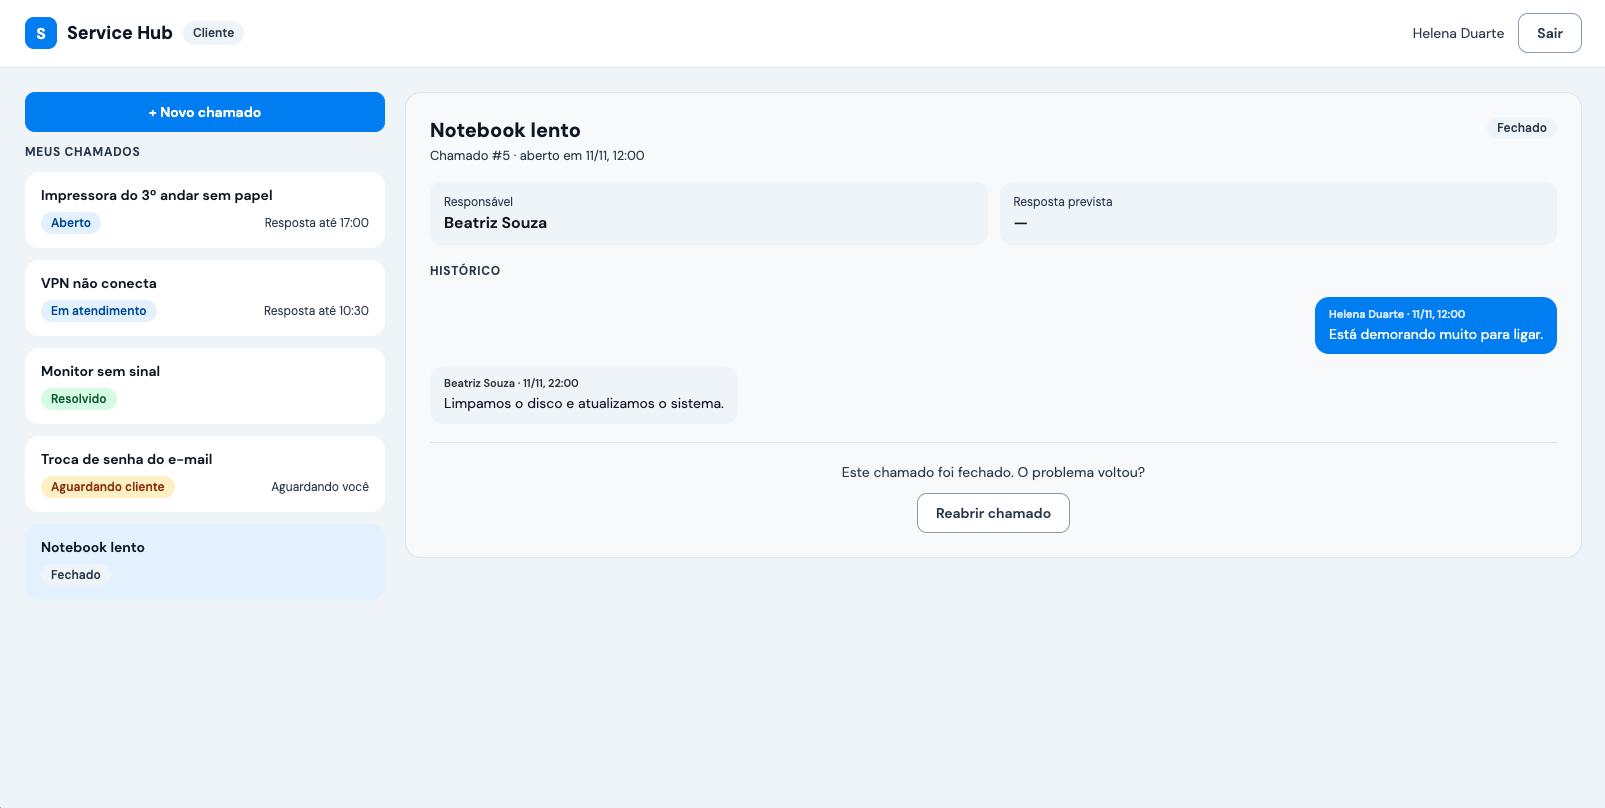 S Service Hub Cliente
Helena Duarte Sair
+ Novo chamado
MEUS CHAMADOS
Impressora do 3º andar sem papel
Aberto Resposta até 17:00
VPN não conecta
Em atendimento Resposta até 10:30
Monitor sem sinal
Resolvido
Troca de senha do e-mail
Aguardando cliente Aguardando você
Notebook lento
Fechado
Notebook lento
Fechado
Chamado #5 · aberto em 11/11, 12:00
Responsável
Beatriz Souza
Resposta prevista
—
HISTÓRICO
Helena Duarte · 11/11, 12:00
Está demorando muito para ligar.
Beatriz Souza · 11/11, 22:00
Limpamos o disco e atualizamos o sistema.
Este chamado foi fechado. O problema voltou?
Reabrir chamado